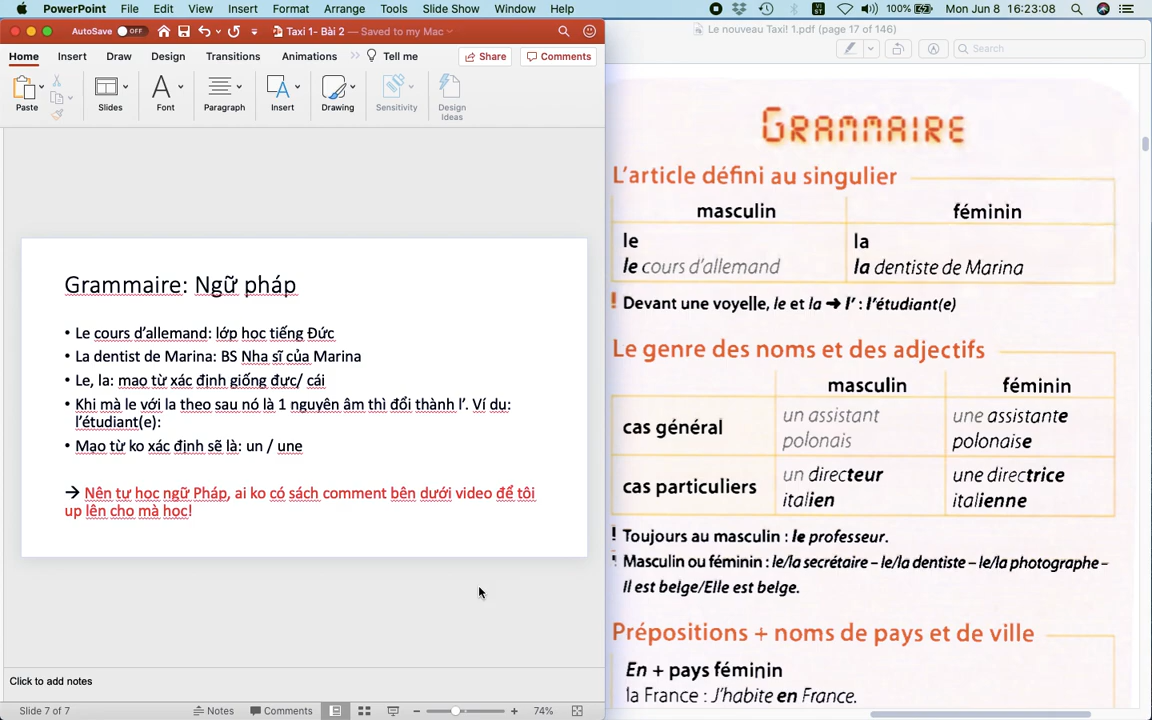 PowerPoint File Edit View Insert Format Arrange Tools Slide Show Window Help
VI ST 100% Mon Jun 8 16:23:08
AutoSave OFF Taxi 1- Bài 2 — Saved to my Mac
Home Insert Draw Design Transitions Animations Tell me Share Comments
Paste Slides Font Paragraph Insert Drawing Sensitivity Design
Ideas
Grammaire: Ngữ pháp
• Le cours d'allemand: lớp học tiếng Đức
• La dentist de Marina: BS Nha sĩ của Marina
• Le, la: mạo từ xác định giống đực/ cái
• Khi mà le với la theo sau nó là 1 nguyên âm thì đổi thành l'. Ví dụ:
l'étudiant(e):
• Mạo từ ko xác định sẽ là: un / une
→ Nên tự học ngữ Pháp, ai ko có sách comment bên dưới video để tôi
up lên cho mà học!
Click to add notes
Slide 7 of 7 Notes Comments 74%
Le nouveau Taxi! 1.pdf (page 17 of 146)
Search
GRAMMAIRE
L'article défini au singulier
masculin féminin
le la
le cours d'allemand la dentiste de Marina
! Devant une voyelle, le et la → l' : l'étudiant(e)
Le genre des noms et des adjectifs
masculin féminin
cas général un assistant une assistante
polonais polonaise
cas particuliers un directeur une directrice
italien italienne
! Toujours au masculin : le professeur.
! Masculin ou féminin : le/la secrétaire – le/la dentiste – le/la photographe –
Il est belge/Elle est belge.
Prépositions + noms de pays et de ville
En + pays féminin
la France : J'habite en France.